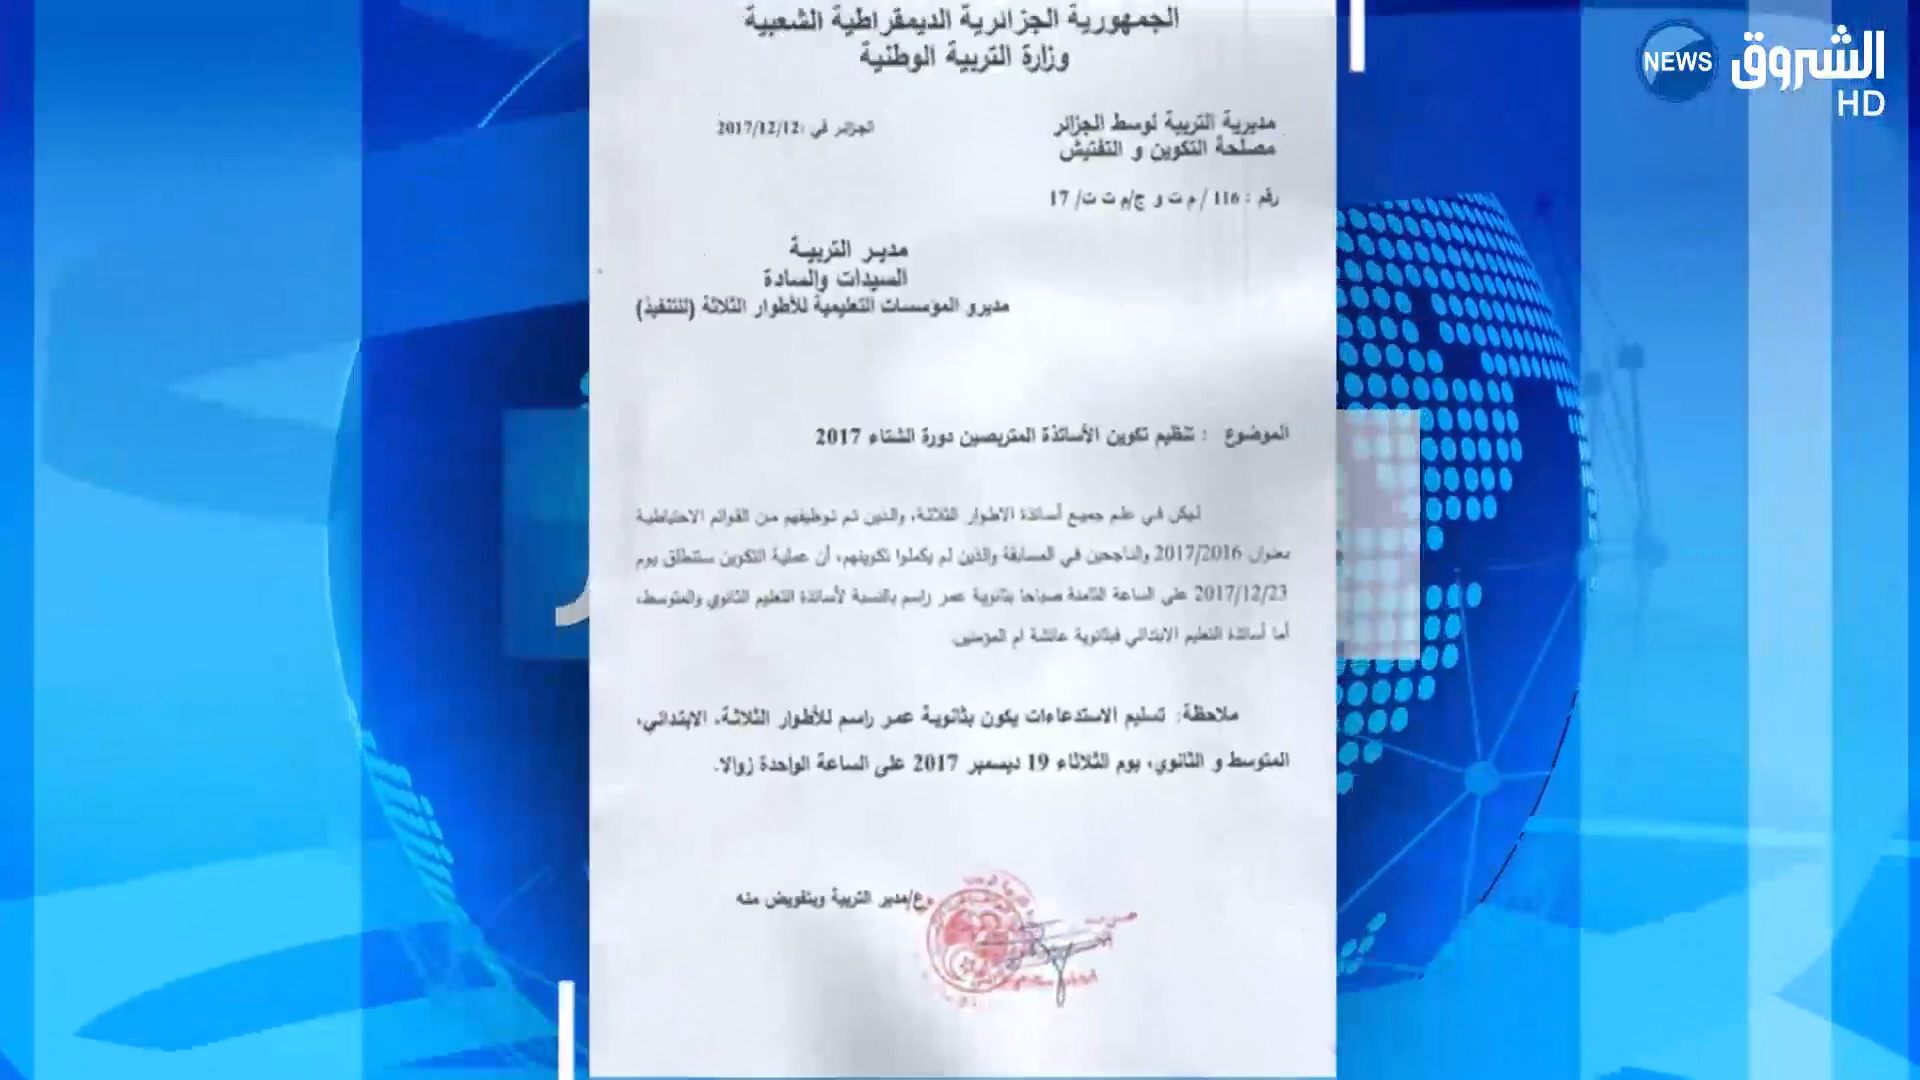 الجمهورية الجزائرية الديمقراطية الشعبية
وزارة التربية الوطنية
NEWS الشروق
HD
مديرية التربية لوسط الجزائر
الجزائر في :2017/12/12
مصلحة التكوين و التفتيش
رقم : 116 / م ت و ج/م ت ت/ 17
مدير التربية
السيدات والسادة
مديرو المؤسسات التعليمية للأطوار الثلاثة (للتنفيذ)
الموضوع : تنظيم تكوين الأساتذة المتربصين دورة الشتاء 2017
ليكن في علم جميع أساتذة الاطوار الثلاثة، والذين تم توظيفهم من القوائم الاحتياطية
بعنوان 2017/2016 والناجحين في المسابقة والذين لم يكملوا تكوينهم، أن عملية التكوين ستنطلق يوم
2017/12/23 على الساعة الثامنة صباحا بثانوية عمر راسم بالنسبة لأساتذة التعليم الثانوي والمتوسط،
أما أساتذة التعليم الابتدائي فبثانوية عائشة ام المؤمنين.
ملاحظة: تسليم الاستدعاءات يكون بثانوية عمر راسم للأطوار الثلاثة، الابتدائي،
المتوسط و الثانوي، يوم الثلاثاء 19 ديسمبر 2017 على الساعة الواحدة زوالا.
ع/مدير التربية وبتفويض منه